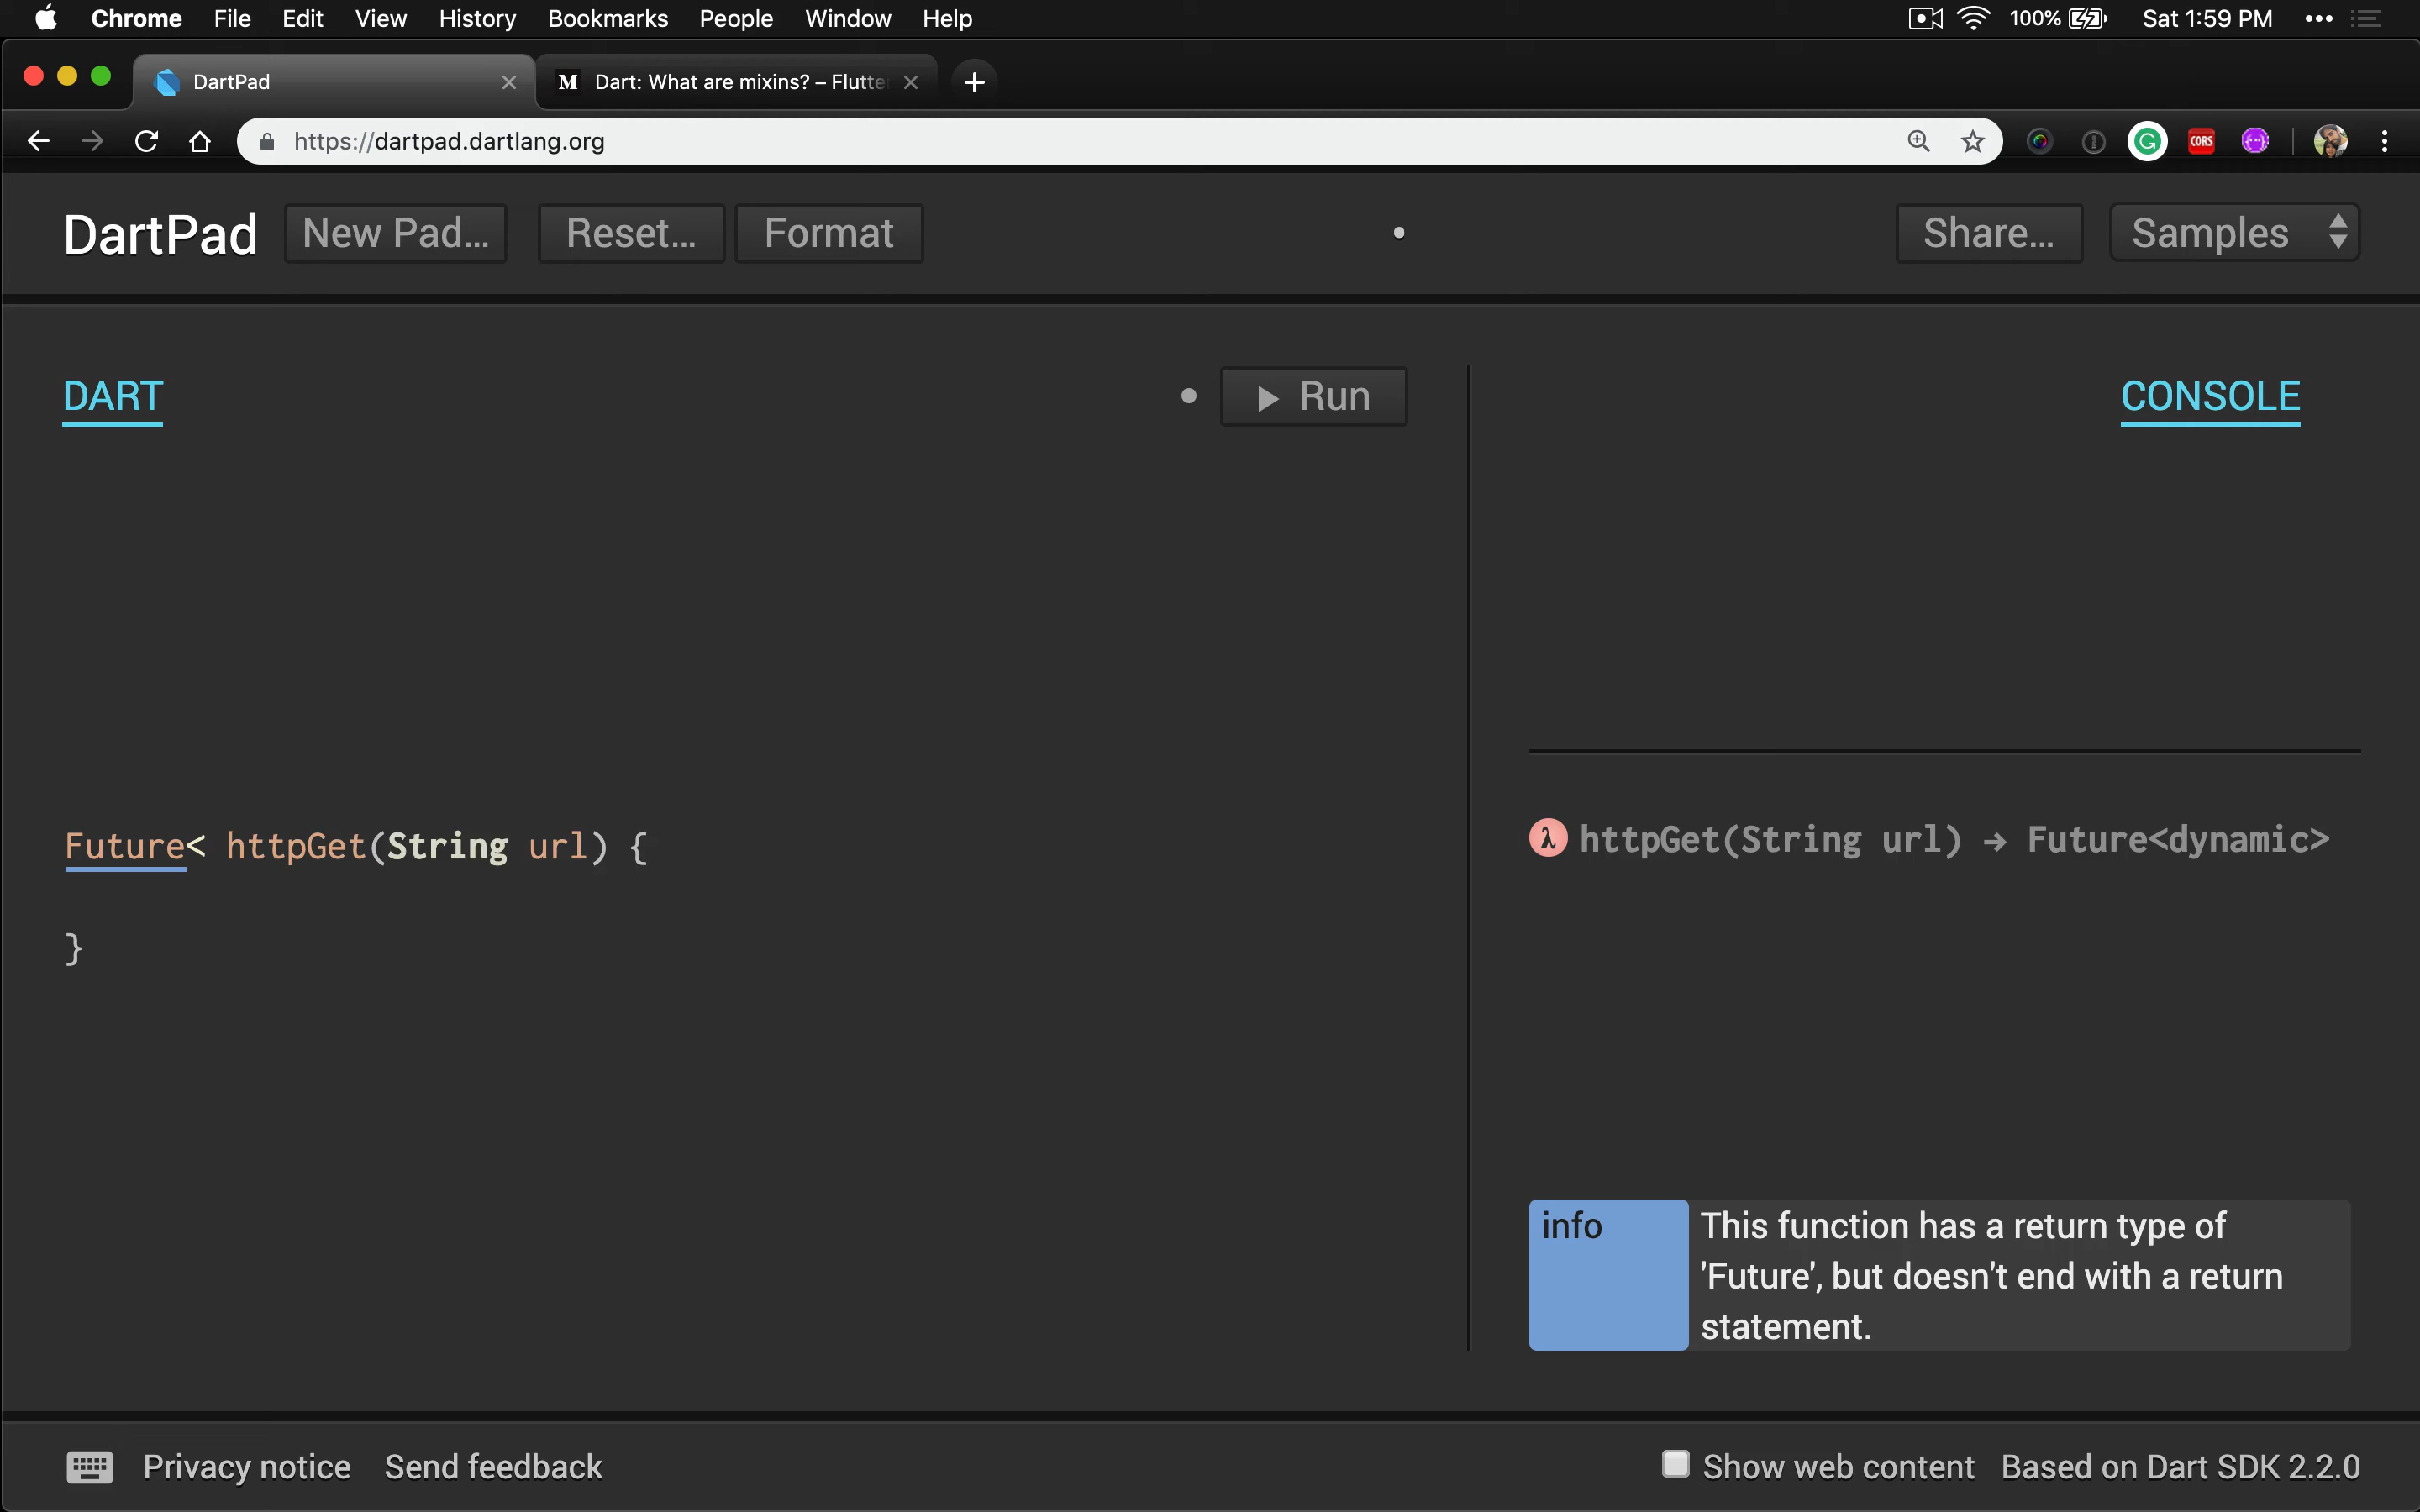 Chrome File Edit View History Bookmarks People Window Help 100% Sat 1:59 PM
DartPad M Dart: What are mixins? – Flutte
https://dartpad.dartlang.org CORS
DartPad New Pad... Reset... Format Share... Samples
DART Run CONSOLE
Future< httpGet(String url) {
}
λ httpGet(String url) → Future<dynamic>
info This function has a return type of
'Future', but doesn't end with a return
statement.
Privacy notice Send feedback Show web content Based on Dart SDK 2.2.0